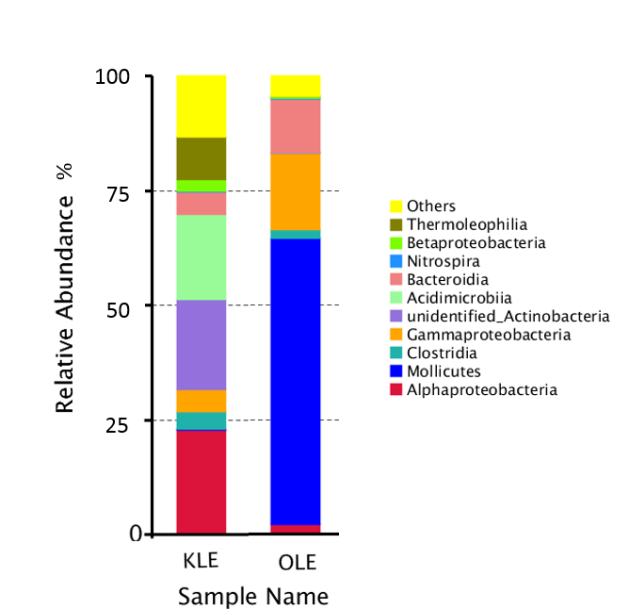 100
75
50
25
0
Relative Abundance %
KLE
OLE
Sample Name
Others
Thermoleophilia
Betaproteobacteria
Nitrospira
Bacteroidia
Acidimicrobiia
unidentified_Actinobacteria
Gammaproteobacteria
Clostridia
Mollicutes
Alphaproteobacteria